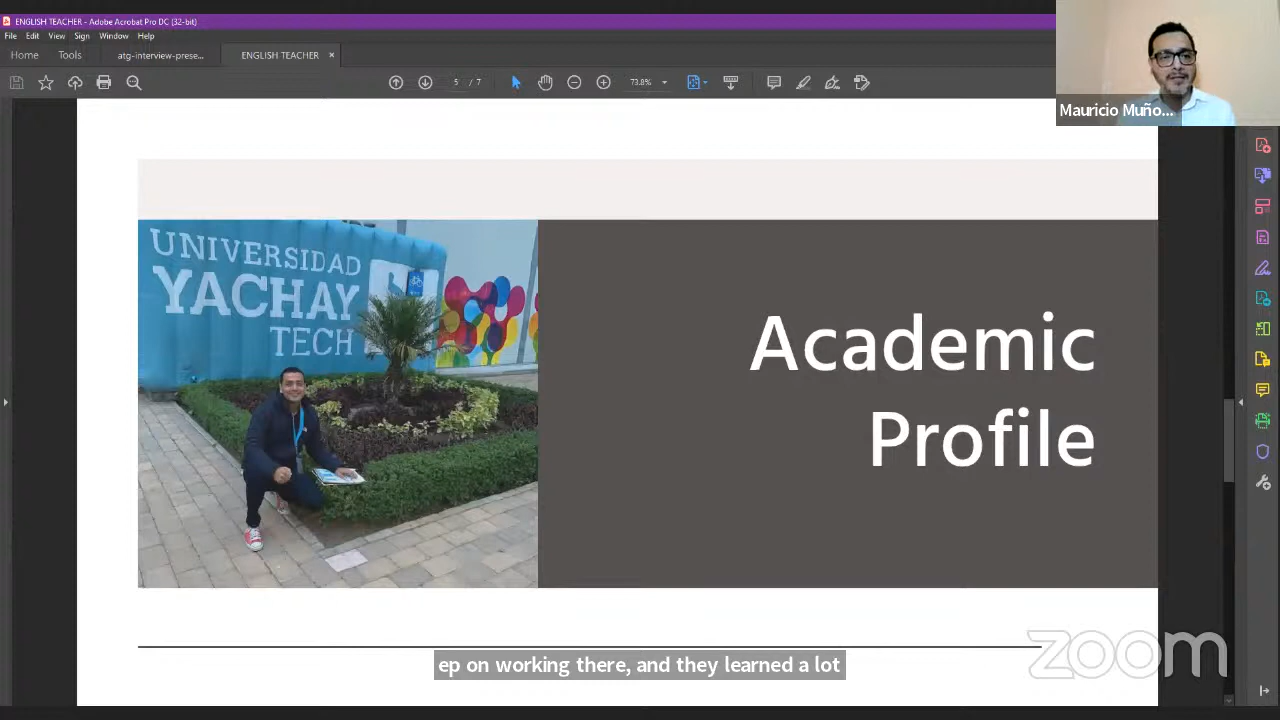 ENGLISH TEACHER - Adobe Acrobat Pro DC (32-bit)
File Edit View Sign Window Help
Home Tools atg-interview-prese... ENGLISH TEACHER ×
5 / 7 73.8%
Mauricio Muño...
UNIVERSIDAD
YACHAY
TECH
Academic
Profile
zoom
ep on working there, and they learned a lot